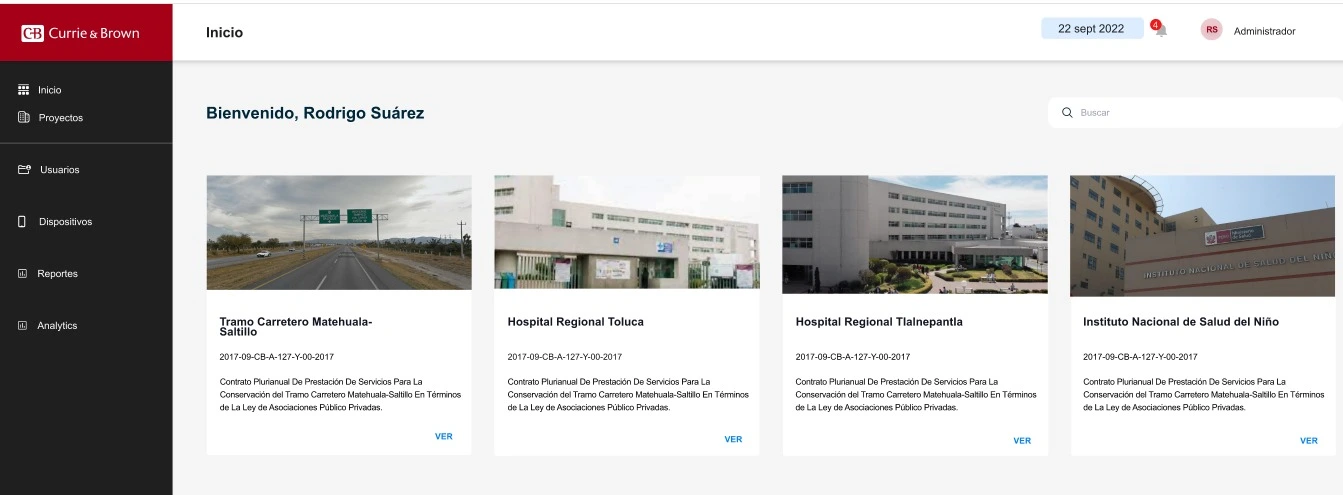 CB Currie & Brown
Inicio
22 sept 2022
4
RS
Administrador
Inicio
Proyectos
Usuarios
Dispositivos
Reportes
Analytics
Bienvenido, Rodrigo Suárez
Buscar
Tramo Carretero Matehuala-
Saltillo
2017-09-CB-A-127-Y-00-2017
Contrato Plurianual De Prestación De Servicios Para La
Conservación del Tramo Carretero Matehuala-Saltillo En Términos
de La Ley de Asociaciones Público Privadas.
VER
Hospital Regional Toluca
2017-09-CB-A-127-Y-00-2017
Contrato Plurianual De Prestación De Servicios Para La
Conservación del Tramo Carretero Matehuala-Saltillo En Términos
de La Ley de Asociaciones Público Privadas.
VER
Hospital Regional Tlalnepantla
2017-09-CB-A-127-Y-00-2017
Contrato Plurianual De Prestación De Servicios Para La
Conservación del Tramo Carretero Matehuala-Saltillo En Términos
de La Ley de Asociaciones Público Privadas.
VER
INSTITUTO NACIONAL DE SALUD DEL NIÑO
Instituto Nacional de Salud del Niño
2017-09-CB-A-127-Y-00-2017
Contrato Plurianual De Prestación De Servicios Para La
Conservación del Tramo Carretero Matehuala-Saltillo En Términos
de La Ley de Asociaciones Público Privadas.
VER